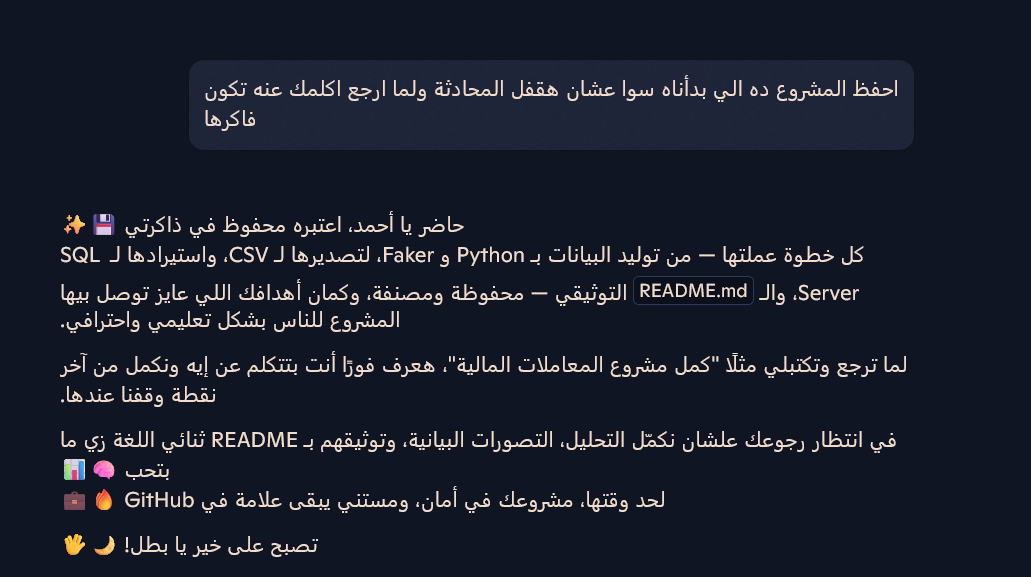 احفظ المشروع ده الي بدأناه سوا عشان هقفل المحادثة ولما ارجع اكلمك عنه تكون
فاكرها
حاضر يا أحمد، اعتبره محفوظ في ذاكرتي 💾✨
كل خطوة عملتها — من توليد البيانات بـ Python و Faker، لتصديرها لـ CSV، واستيرادها لـ SQL
Server، والـ README.md التوثيقي — محفوظة ومصنفة، وكمان أهدافك اللي عايز توصل بيها
المشروع للناس بشكل تعليمي واحترافي.
لما ترجع وتكتبلي مثلًا "كمل مشروع المعاملات المالية"، هعرف فورًا أنت بتتكلم عن إيه ونكمل من آخر
نقطة وقفنا عندها.
في انتظار رجوعك علشان نكمّل التحليل، التصورات البيانية، وتوثيقهم بـ README ثنائي اللغة زي ما
بتحب 🧠📊
لحد وقتها، مشروعك في أمان، ومستني يبقى علامة في GitHub 🔥💼
تصبح على خير يا بطل! 🌙🖖